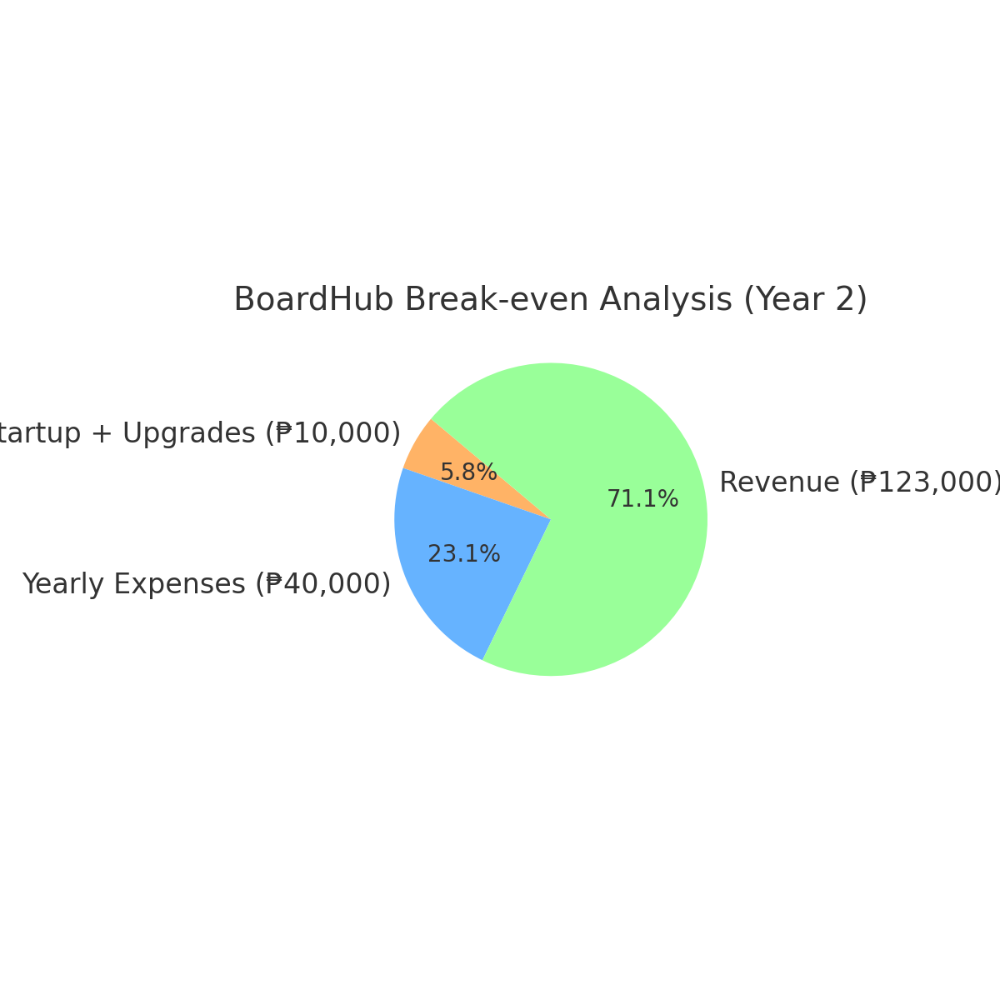 BoardHub Break-even Analysis (Year 2)
tartup + Upgrades (₱10,000)
5.8%
Revenue (₱123,000)
71.1%
23.1%
Yearly Expenses (₱40,000)